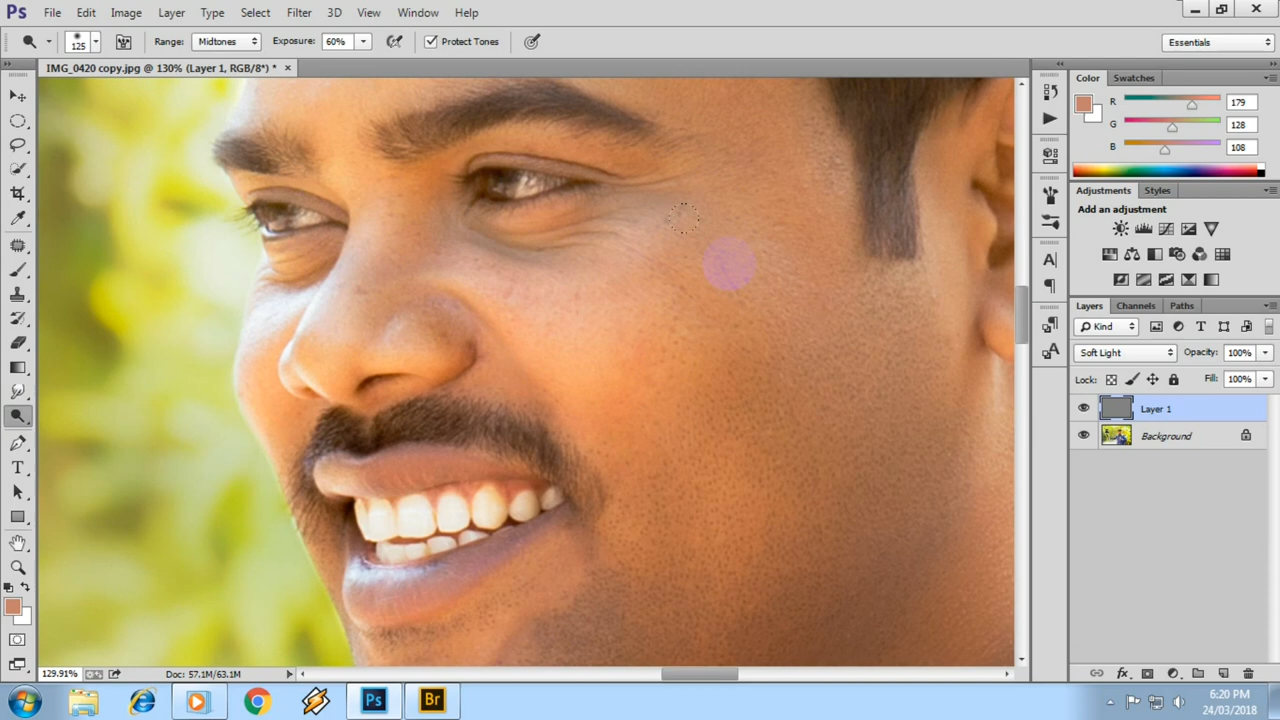 Ps File Edit Image Layer Type Select Filter 3D View Window Help
125 Range: Midtones Exposure: 60% Protect Tones Essentials
IMG_0420 copy.jpg @ 130% (Layer 1, RGB/8*) * ×
Color Swatches
R 179
G 128
B 108
Adjustments Styles
Add an adjustment
Layers Channels Paths
Kind
Soft Light Opacity: 100%
Lock: Fill: 100%
Layer 1
Background
129.91% Doc: 57.1M/63.1M
Ps Br
6:20 PM
24/03/2018